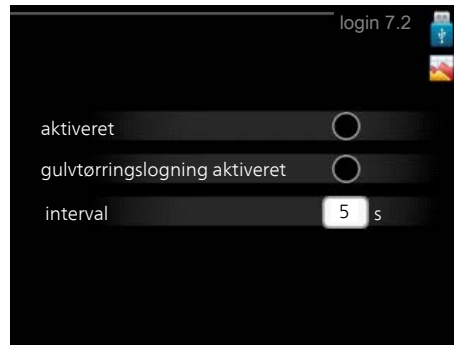 login 7.2
aktiveret
gulvtørringslogning aktiveret
interval 5 s